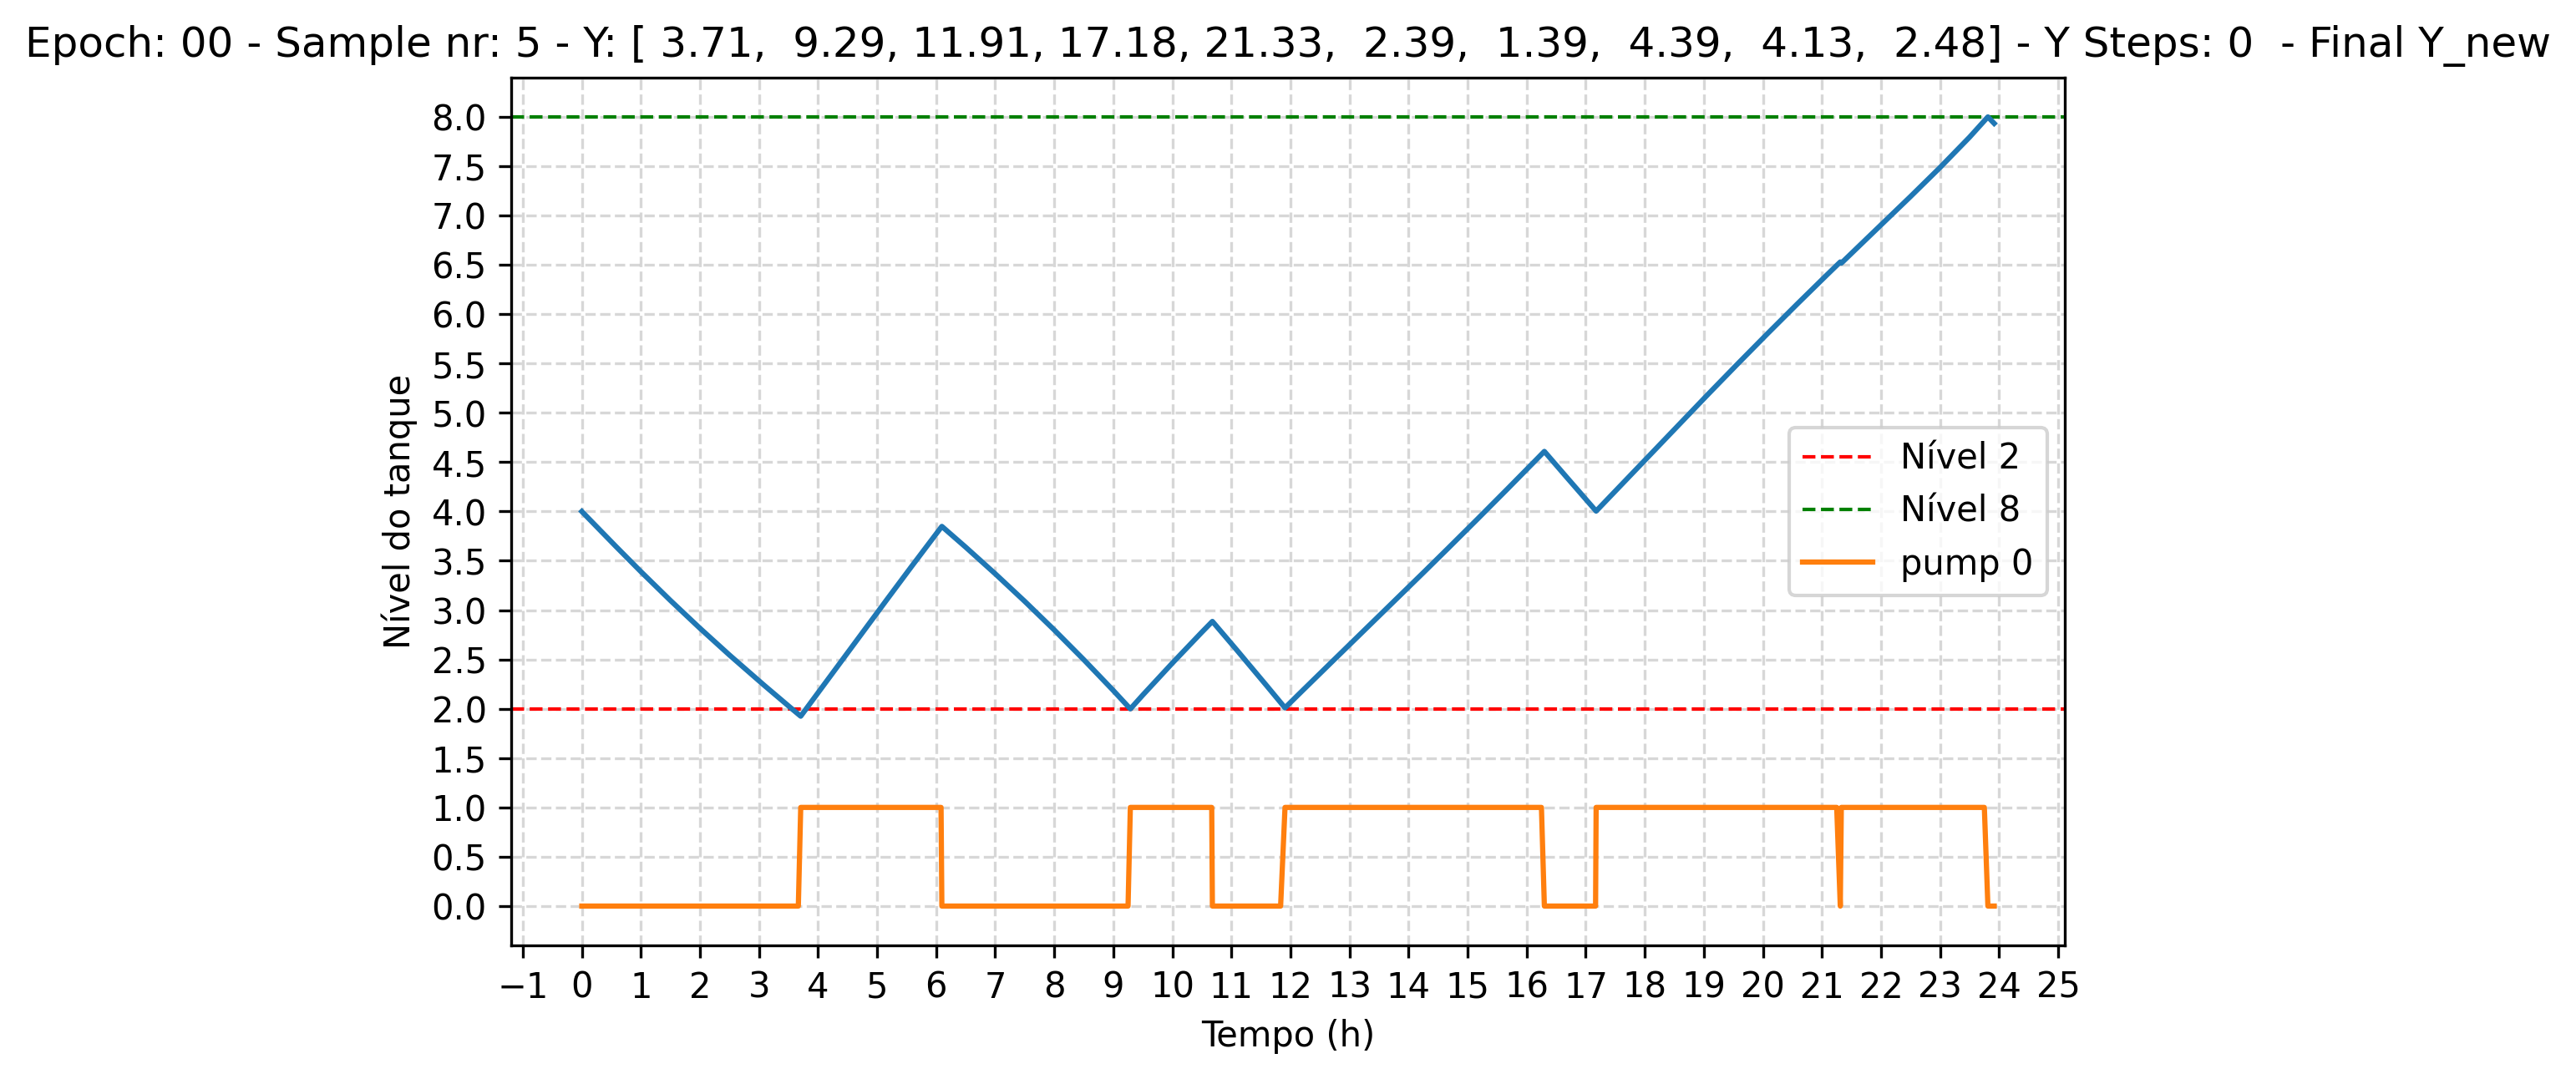 Epoch: 00 - Sample nr: 5 - Y: [ 3.71,  9.29, 11.91, 17.18, 21.33,  2.39,  1.39,  4.39,  4.13,  2.48] - Y Steps: 0  - Final Y_new
8.0
7.5
7.0
6.5
6.0
5.5
5.0
4.5
4.0
3.5
3.0
2.5
2.0
1.5
1.0
0.5
0.0
Nível do tanque
Nível 2
Nível 8
pump 0
−1 0 1 2 3 4 5 6 7 8 9 10 11 12 13 14 15 16 17 18 19 20 21 22 23 24 25
Tempo (h)